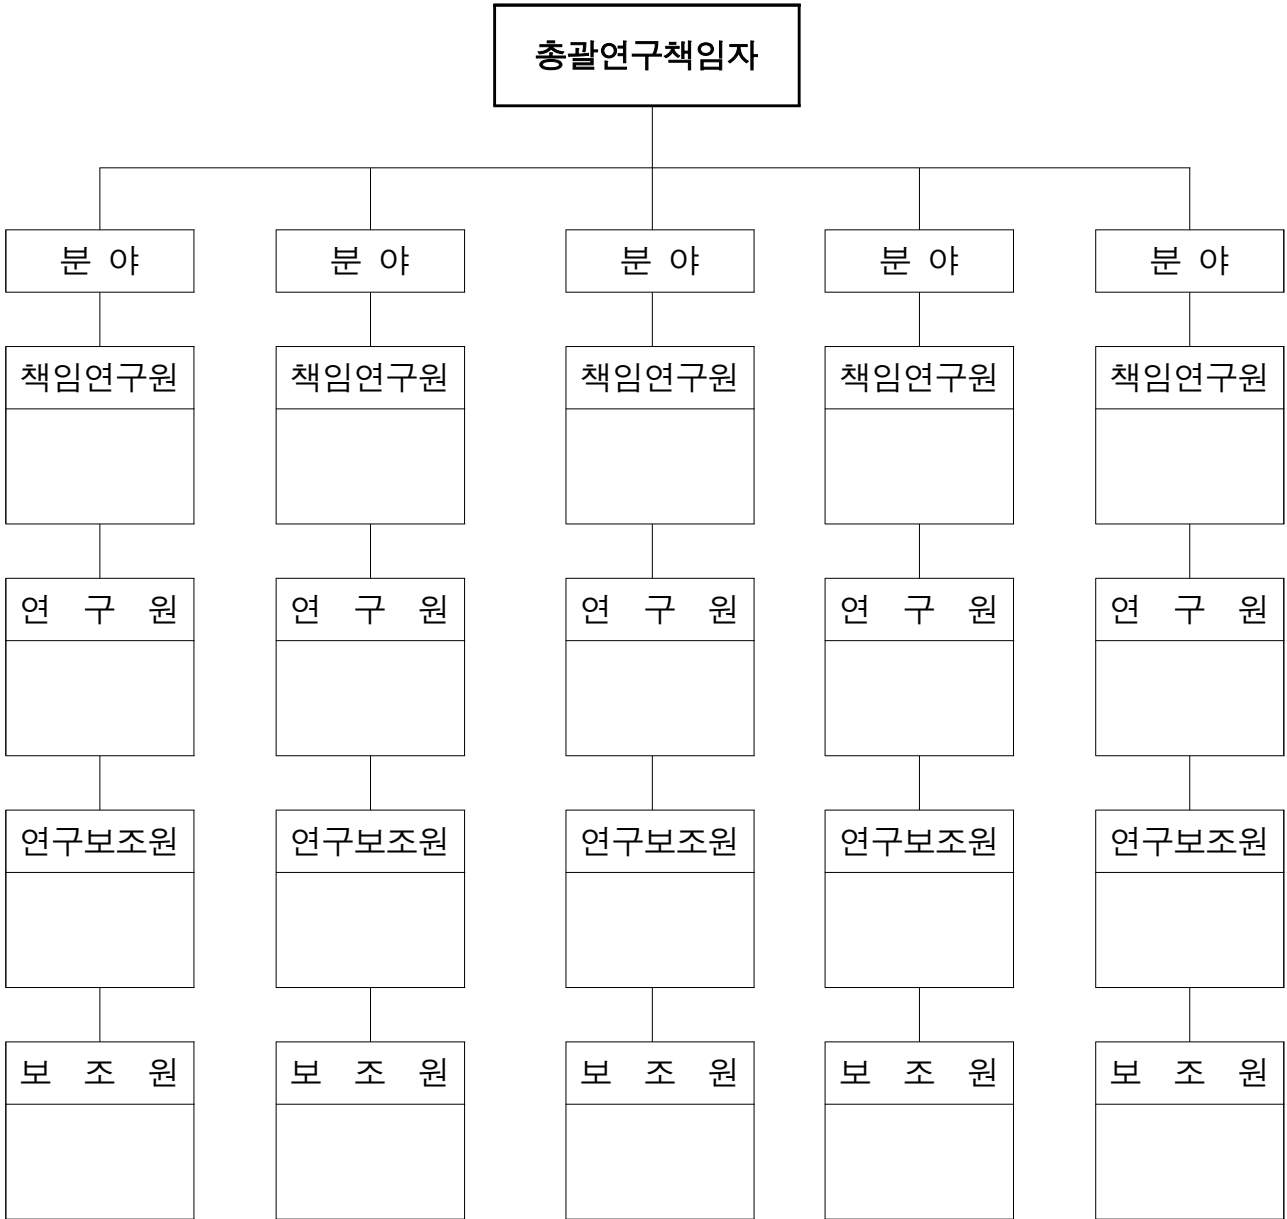 총괄연구책임자
분 야 분 야 분 야 분 야 분 야
책임연구원 책임연구원 책임연구원 책임연구원 책임연구원
연 구 원 연 구 원 연 구 원 연 구 원 연 구 원
연구보조원 연구보조원 연구보조원 연구보조원 연구보조원
보 조 원 보 조 원 보 조 원 보 조 원 보 조 원